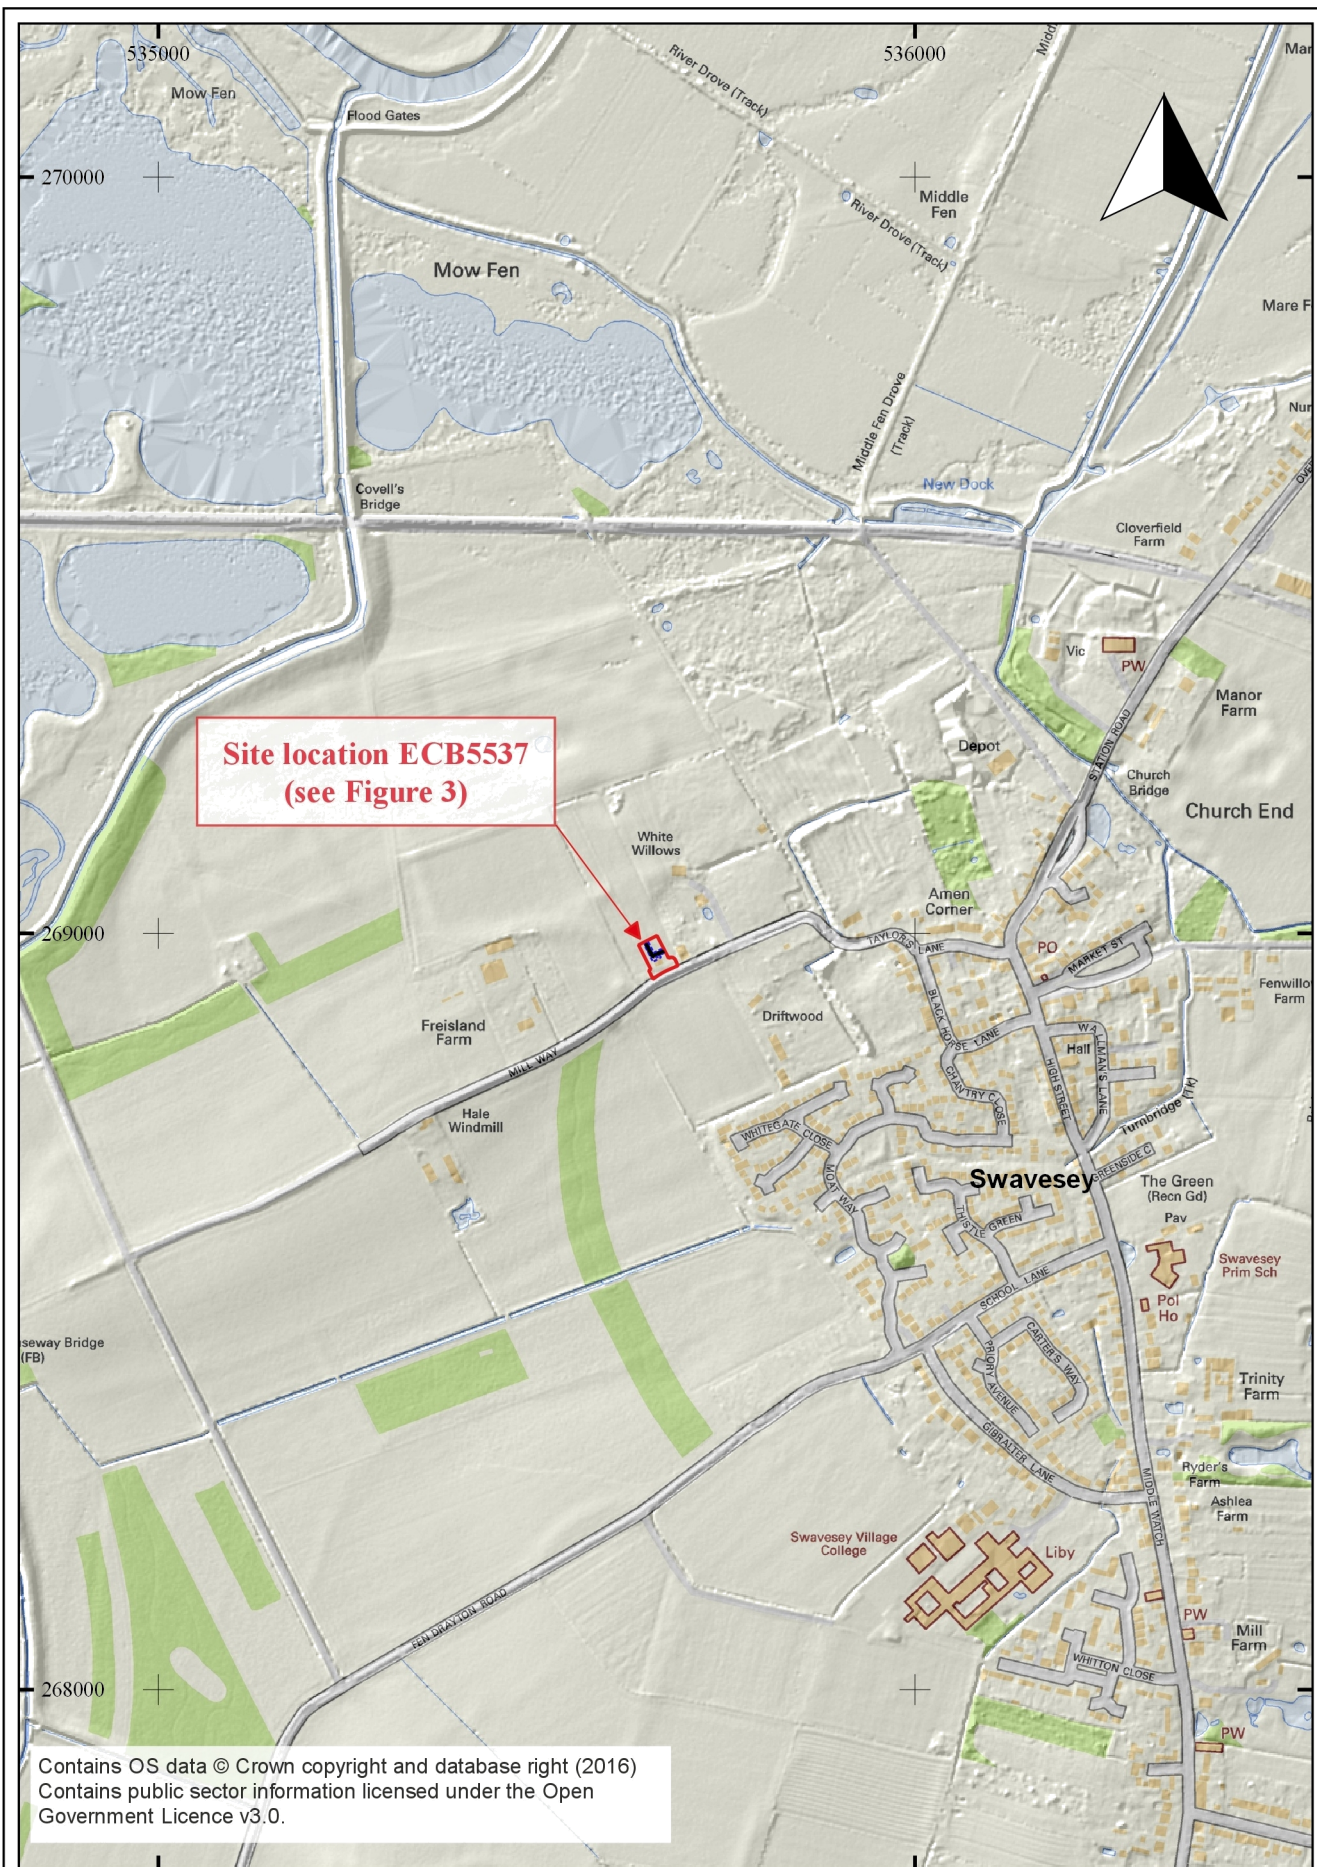 535000
536000
Mow Fen
Flood Gates
River Drove (Track)
270000
Middle
Fen
River Drove (Track)
Mow Fen
Middle Fen Drove
(Track)
New Dock
Covell's
Bridge
Cloverfield
Farm
Vic
PW
Manor
Farm
STATION ROAD
Depot
Church
Bridge
Church End
Site location ECB5537
(see Figure 3)
White
Willows
Amen
Corner
269000
TAYLOR'S LANE
PO
MARKET ST
Farm
Driftwood
BLACK HORSE LANE
Freisland
Farm
MILL WAY
WALLMAN'S LANE
Hall
HIGH STREET
CHANTRY CLOSE
Hale
Windmill
Turnbridge (Tk)
WHITEGATE CLOSE
MOAT WAY
Swavesey
GREENSIDE C
The Green
(Recn Gd)
Pav
THISTLE GREEN
Swavesey
Prim Sch
SCHOOL LANE
Pol
Ho
seway Bridge
(FB)
CARTER'S WAY
PRIORY AVENUE
Trinity
Farm
GIBRALTER LANE
Ryder's
Farm
MIDDLE WATCH
Ashlea
Farm
Swavesey Village
College
Liby
FEN DRAYTON ROAD
PW
Mill
Farm
WHITTON CLOSE
268000
PW
Contains OS data © Crown copyright and database right (2016)
Contains public sector information licensed under the Open
Government Licence v3.0.